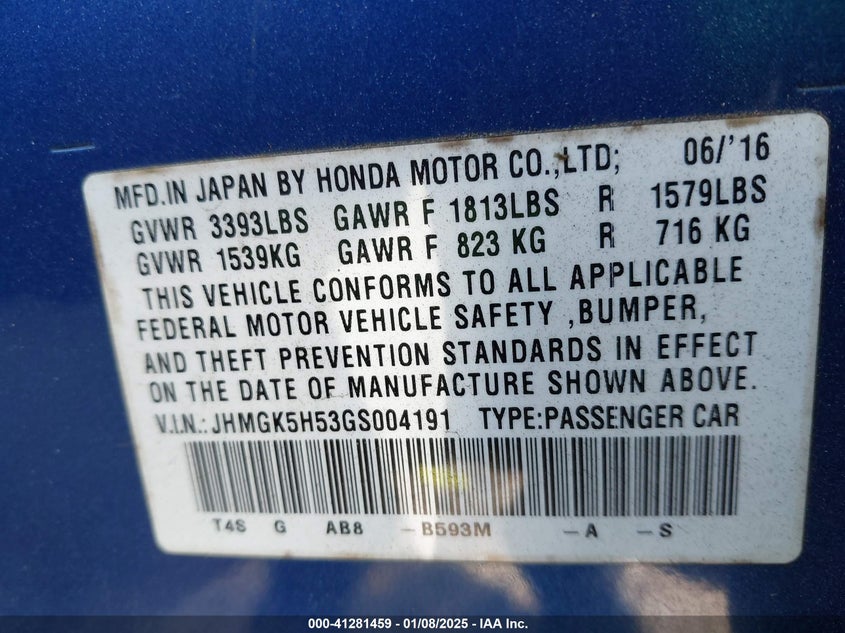 MFD.IN JAPAN BY HONDA MOTOR CO.,LTD; 06/'16
GVWR 3393LBS GAWR F 1813LBS R 1579LBS
GVWR 1539KG GAWR F 823 KG R 716 KG
THIS VEHICLE CONFORMS TO ALL APPLICABLE
FEDERAL MOTOR VEHICLE SAFETY ,BUMPER,
AND THEFT PREVENTION STANDARDS IN EFFECT
ON THE DATE OF MANUFACTURE SHOWN ABOVE.
V.I.N.: JHMGK5H53GS004191 TYPE:PASSENGER CAR
T4S G AB8 -B593M -A -S
000-41281459 - 01/08/2025 - IAA Inc.